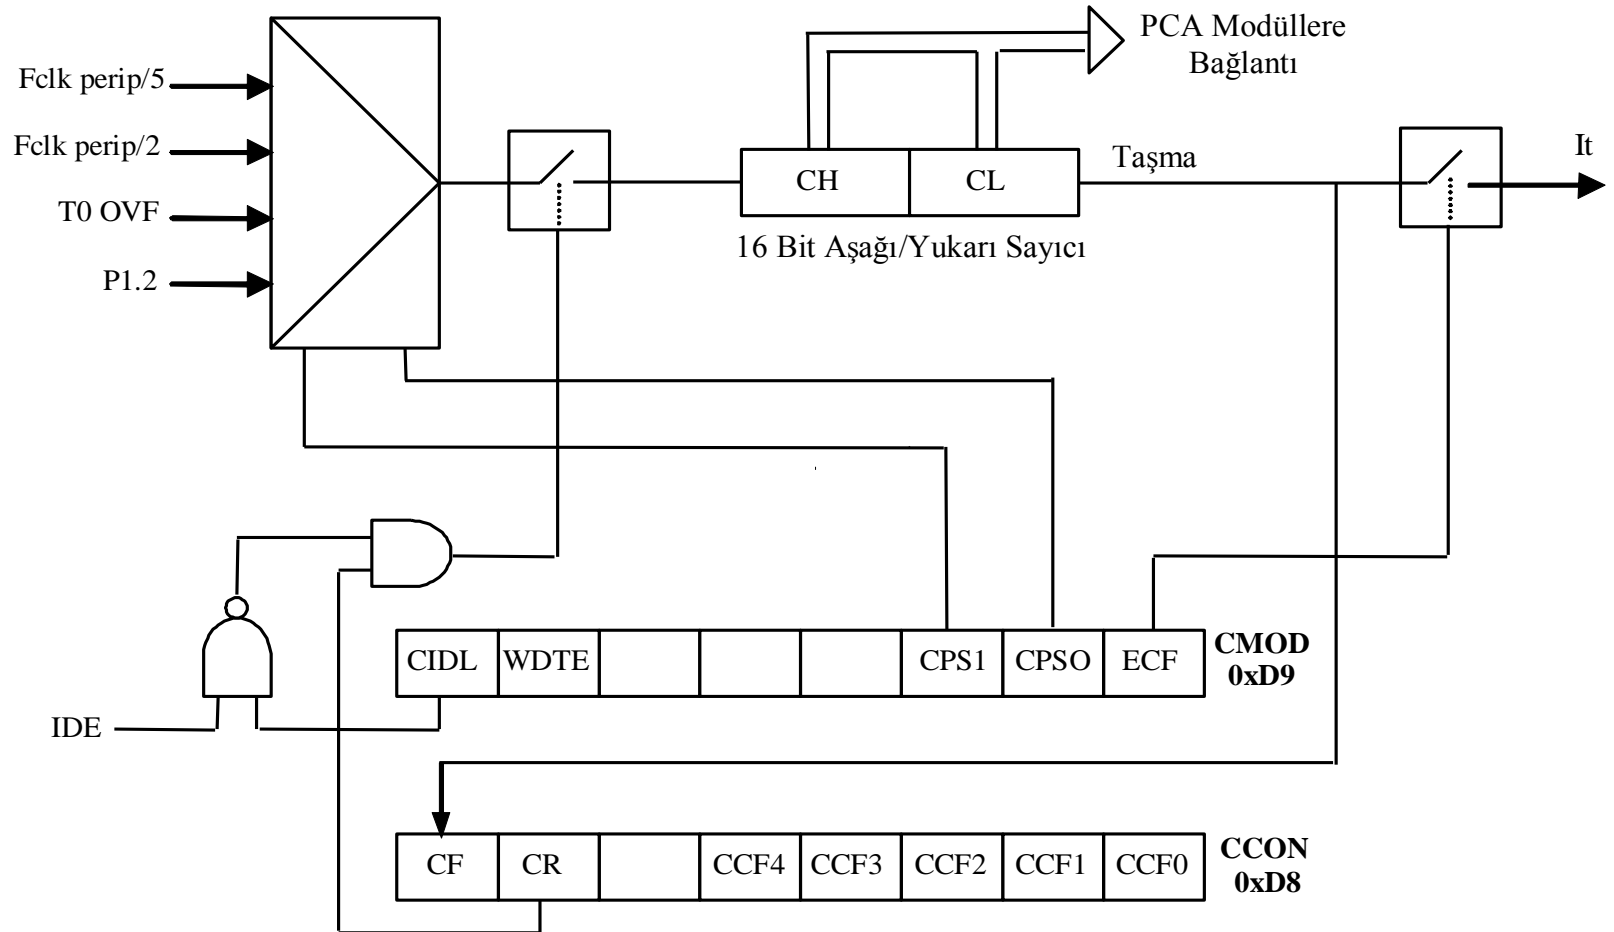 PCA Modüllere
Bağlantı
Fclk perip/5
Fclk perip/2
T0 OVF
P1.2
CH
CL
Taşma
It
16 Bit Aşağı/Yukarı Sayıcı
CIDL
WDTE
CPS1
CPSO
ECF
CMOD
0xD9
IDE
CF
CR
CCF4
CCF3
CCF2
CCF1
CCF0
CCON
0xD8